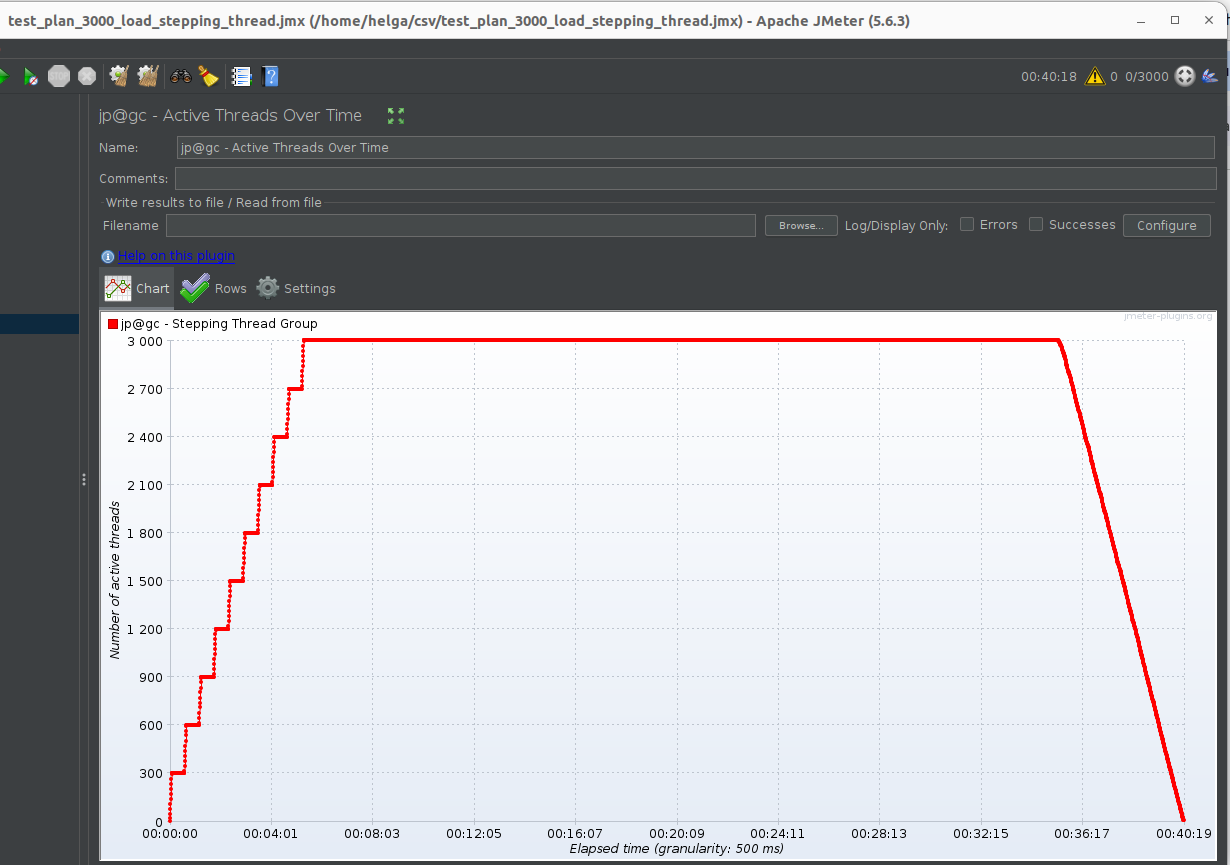 test_plan_3000_load_stepping_thread.jmx (/home/helga/csv/test_plan_3000_load_stepping_thread.jmx) - Apache JMeter (5.6.3)
STOP
00:40:18 0 0/3000
jp@gc - Active Threads Over Time
Name: jp@gc - Active Threads Over Time
Comments:
Write results to file / Read from file
Filename Browse... Log/Display Only: Errors Successes Configure
Help on this plugin
Chart Rows Settings
jp@gc - Stepping Thread Group
jmeter-plugins.org
3 000
2 700
2 400
2 100
1 800
1 500
1 200
900
600
300
0
Number of active threads
00:00:00 00:04:01 00:08:03 00:12:05 00:16:07 00:20:09 00:24:11 00:28:13 00:32:15 00:36:17 00:40:19
Elapsed time (granularity: 500 ms)